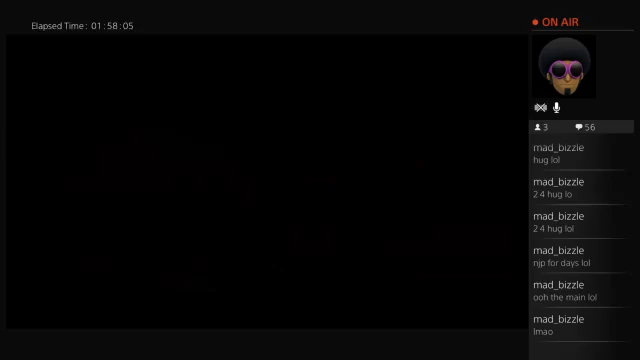 Elapsed Time: 01:58:05
ON AIR
3 56
mad_bizzle
hug lol
mad_bizzle
2 4 hug lo
mad_bizzle
2 4 hug lol
mad_bizzle
njp for days lol
mad_bizzle
ooh the main lol
mad_bizzle
lmao